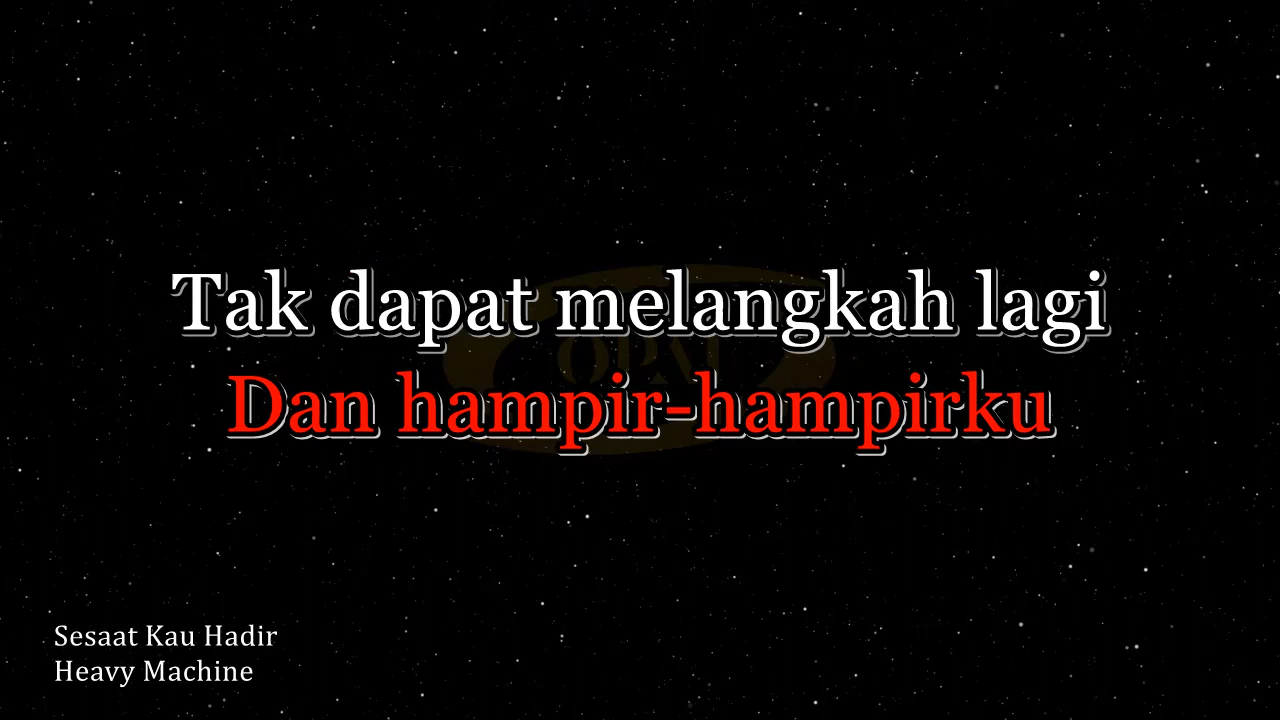 Tak dapat melangkah lagi
Dan hampir-hampirku
Sesaat Kau Hadir
Heavy Machine